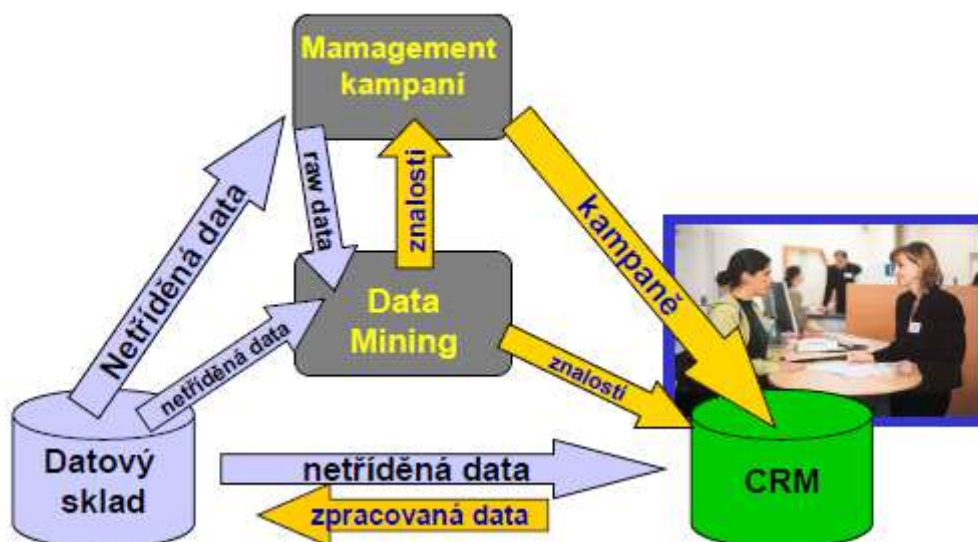 Mamagement
kampaní
Netříděná data
raw data
znalosti
kampaně
Data
Mining
netříděná data
znalosti
Datový
sklad
netříděná data
zpracovaná data
CRM